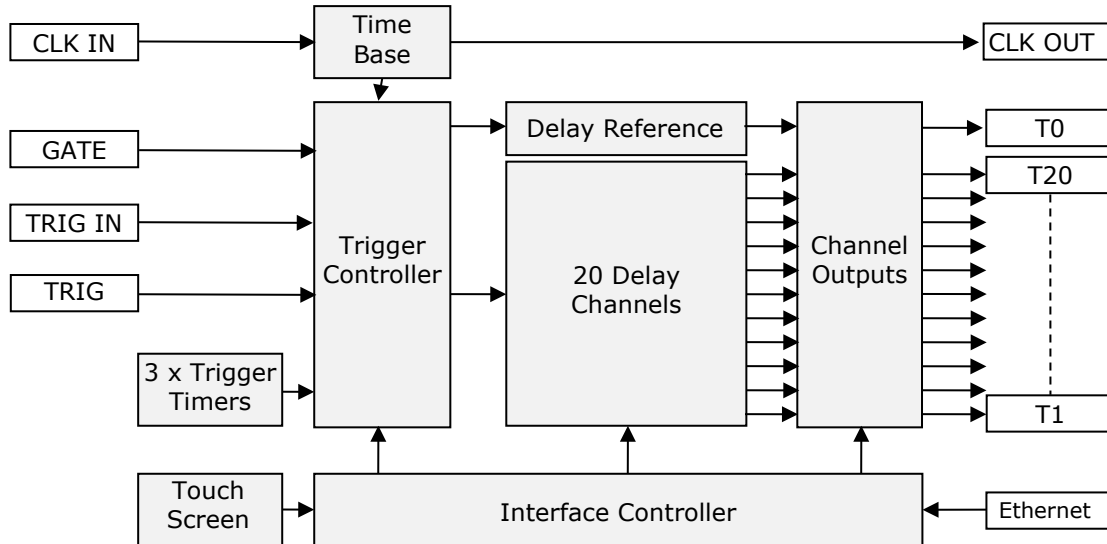 CLK IN
Time
Base
CLK OUT
GATE
TRIG IN
TRIG
3 x Trigger
Timers
Trigger
Controller
Delay Reference
20 Delay
Channels
Channel
Outputs
T0
T20
T1
Touch
Screen
Interface Controller
Ethernet